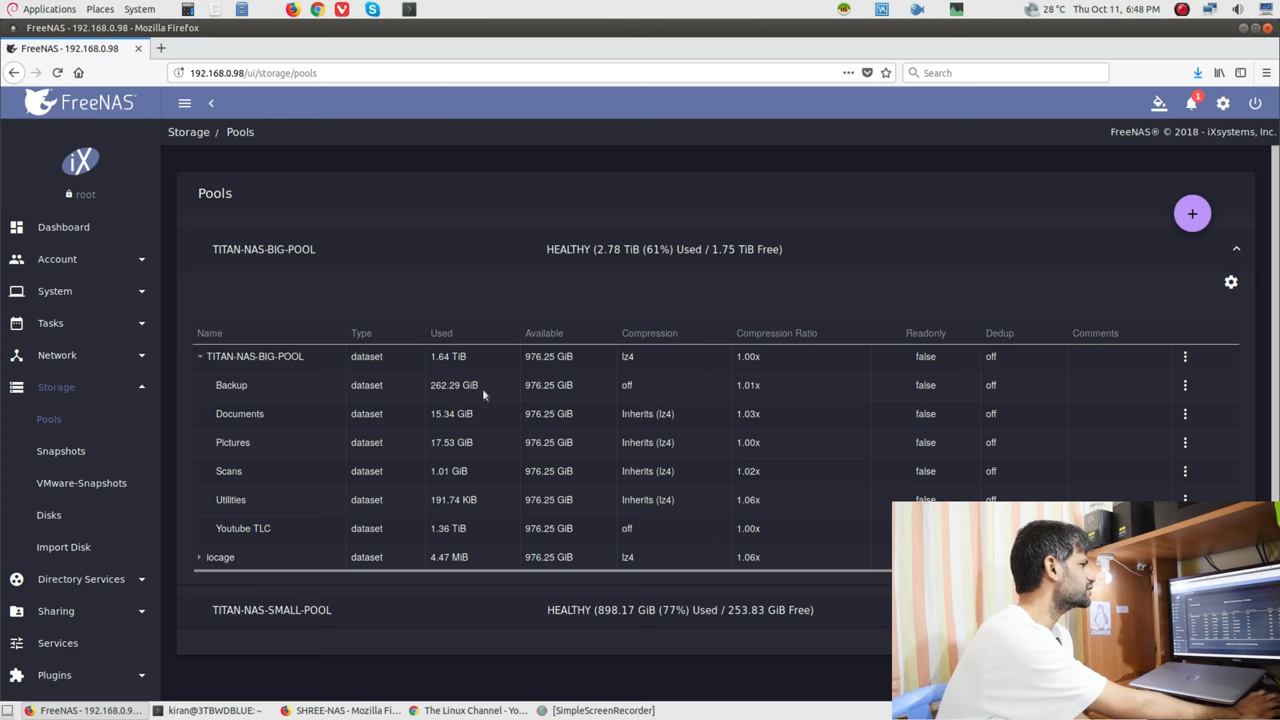 Applications Places System 28 °C Thu Oct 11, 6:48 PM
FreeNAS - 192.168.0.98 - Mozilla Firefox
FreeNAS - 192.168.0.98
192.168.0.98/ui/storage/pools Search
FreeNAS 1
Storage / Pools FreeNAS® © 2018 - iXsystems, Inc.
iX
root
Dashboard
Account
System
Tasks
Network
Storage
Pools
Snapshots
VMware-Snapshots
Disks
Import Disk
Directory Services
Sharing
Services
Plugins
Pools
TITAN-NAS-BIG-POOL HEALTHY (2.78 TiB (61%) Used / 1.75 TiB Free)
Name Type Used Available Compression Compression Ratio Readonly Dedup Comments
TITAN-NAS-BIG-POOL dataset 1.64 TiB 976.25 GiB lz4 1.00x false off
Backup dataset 262.29 GiB 976.25 GiB off 1.01x false off
Documents dataset 15.34 GiB 976.25 GiB Inherits (lz4) 1.03x false off
Pictures dataset 17.53 GiB 976.25 GiB Inherits (lz4) 1.00x false off
Scans dataset 1.01 GiB 976.25 GiB Inherits (lz4) 1.02x false off
Utilities dataset 191.74 KiB 976.25 GiB Inherits (lz4) 1.06x false off
Youtube TLC dataset 1.36 TiB 976.25 GiB off 1.00x
iocage dataset 4.47 MiB 976.25 GiB lz4 1.06x
TITAN-NAS-SMALL-POOL HEALTHY (898.17 GiB (77%) Used / 253.83 GiB Free)
FreeNAS - 192.168.0.9... kiran@3TBWDBLUE: ~ SHREE-NAS - Mozilla Fi... The Linux Channel - Yo... [SimpleScreenRecorder]